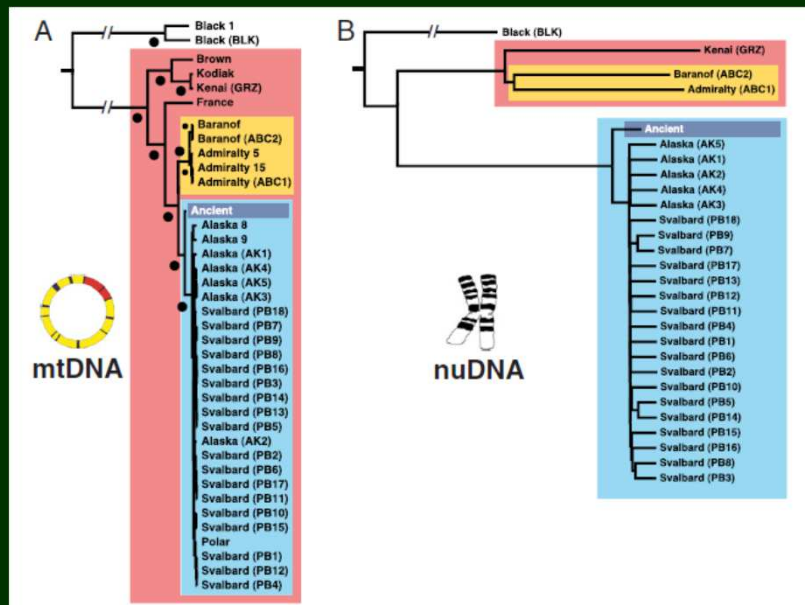 A
Black 1
Black (BLK)
Brown
Kodiak
Kenai (GRZ)
France
Baranof
Baranof (ABC2)
Admiralty 5
Admiralty 15
Admiralty (ABC1)
Ancient
Alaska 8
Alaska 9
Alaska (AK1)
Alaska (AK4)
Alaska (AK5)
Alaska (AK3)
Svalbard (PB18)
Svalbard (PB7)
Svalbard (PB9)
Svalbard (PB8)
Svalbard (PB16)
Svalbard (PB3)
Svalbard (PB14)
Svalbard (PB13)
Svalbard (PB5)
Alaska (AK2)
Svalbard (PB2)
Svalbard (PB6)
Svalbard (PB17)
Svalbard (PB11)
Svalbard (PB10)
Svalbard (PB15)
Polar
Svalbard (PB1)
Svalbard (PB12)
Svalbard (PB4)
mtDNA
B
Black (BLK)
Kenai (GRZ)
Baranof (ABC2)
Admiralty (ABC1)
Ancient
Alaska (AK5)
Alaska (AK1)
Alaska (AK2)
Alaska (AK4)
Alaska (AK3)
Svalbard (PB18)
Svalbard (PB9)
Svalbard (PB7)
Svalbard (PB17)
Svalbard (PB13)
Svalbard (PB12)
Svalbard (PB11)
Svalbard (PB4)
Svalbard (PB1)
Svalbard (PB6)
Svalbard (PB2)
Svalbard (PB10)
Svalbard (PB5)
Svalbard (PB14)
Svalbard (PB15)
Svalbard (PB16)
Svalbard (PB8)
Svalbard (PB3)
nuDNA